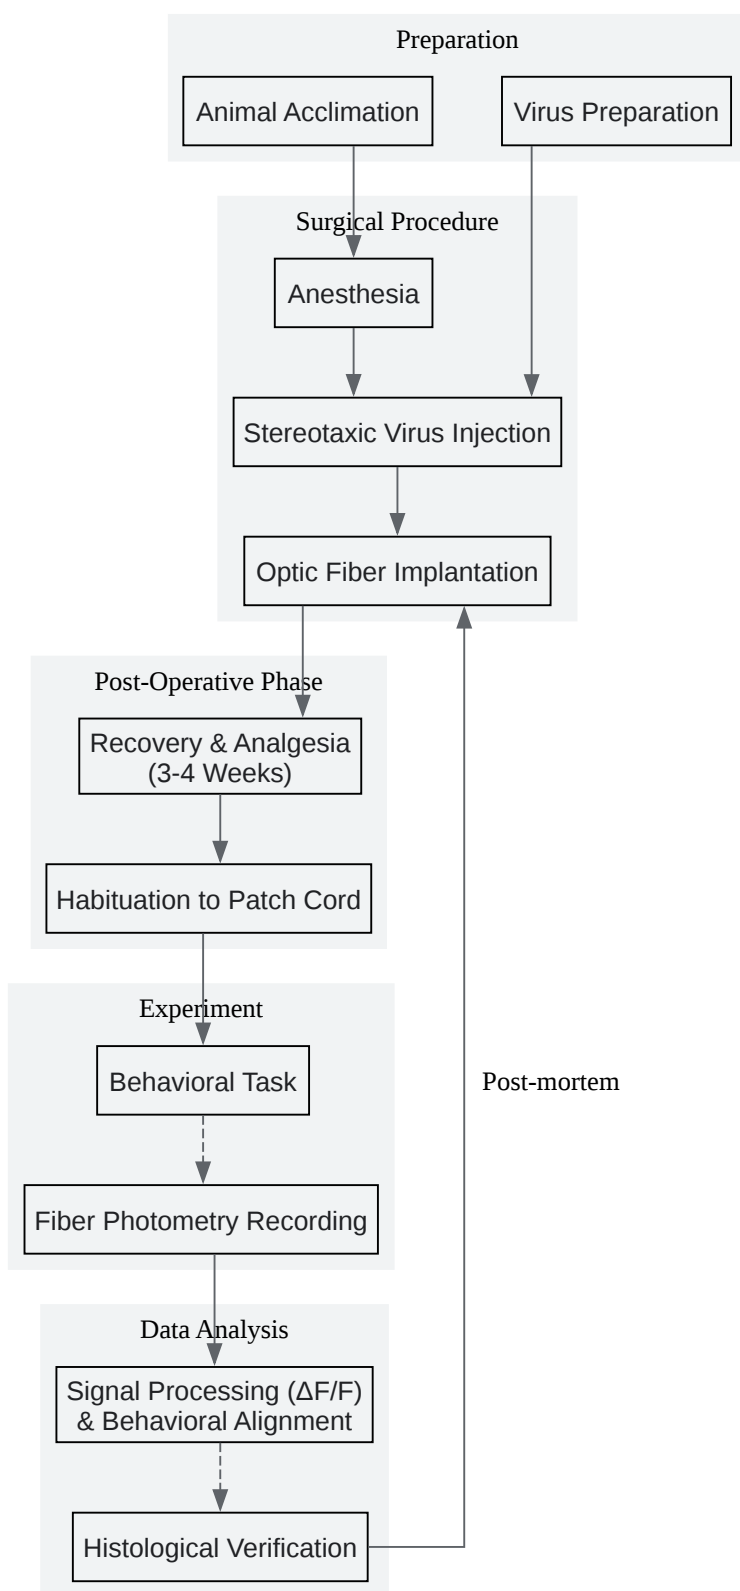 Preparation
Animal Acclimation
Virus Preparation
Surgical Procedure
Anesthesia
Stereotaxic Virus Injection
Optic Fiber Implantation
Post-Operative Phase
Recovery & Analgesia
(3-4 Weeks)
Habituation to Patch Cord
Experiment
Behavioral Task
Post-mortem
Fiber Photometry Recording
Data Analysis
Signal Processing (ΔF/F)
& Behavioral Alignment
Histological Verification